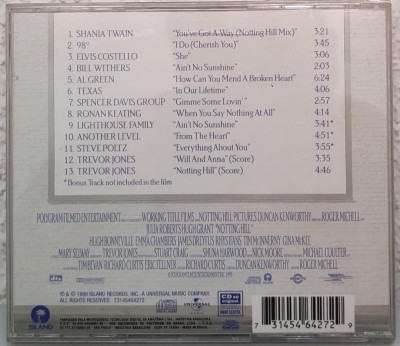 1 SHANIA TWAIN "You've Got A Way (Notting Hill Mix)" 3:21
2 98° "I Do (Cherish You)" 3:45
3 ELVIS COSTELLO "She" 3:06
4 BILL WITHERS "Ain't No Sunshine" 2:03
5 AL GREEN "How Can You Mend A Broken Heart" 6:24
6 TEXAS "In Our Lifetime" 4:06
7 SPENCER DAVIS GROUP "Gimme Some Lovin'" 2:57
8 RONAN KEATING "When You Say Nothing At All" 4:16
9 LIGHTHOUSE FAMILY "Ain't No Sunshine" 3:41*
10 ANOTHER LEVEL "From The Heart" 4:51*
11 STEVE POLTZ "Everything About You" 3:55*
12 TREVOR JONES "Will And Anna" (Score) 3:35
13 TREVOR JONES "Notting Hill" (Score) 4:46
* Bonus Track not included in the film
POLYGRAM FILMED ENTERTAINMENT WORKING TITLE FILMS NOTTING HILL PICTURES DUNCAN KENWORTHY ROGER MICHELL
JULIA ROBERTS HUGH GRANT "NOTTING HILL"
HUGH BONNEVILLE EMMA CHAMBERS JAMES DREYFUS RHYS IFANS TIM McINNERNY GINA McKEE
MARY SELWAY TREVOR JONES STUART CRAIG SHUNA HARWOOD NICK MOORE MICHAEL COULTER
TIM BEVAN RICHARD CURTIS ERIC FELLNER RICHARD CURTIS DUNCAN KENWORTHY ROGER MICHELL
dts
℗ & © 1999 ISLAND RECORDS, INC. A UNIVERSAL MUSIC COMPANY
ALL RIGHTS RESERVED 73145464272
ISLAND
UNIVERSAL
7 31454 64272 9